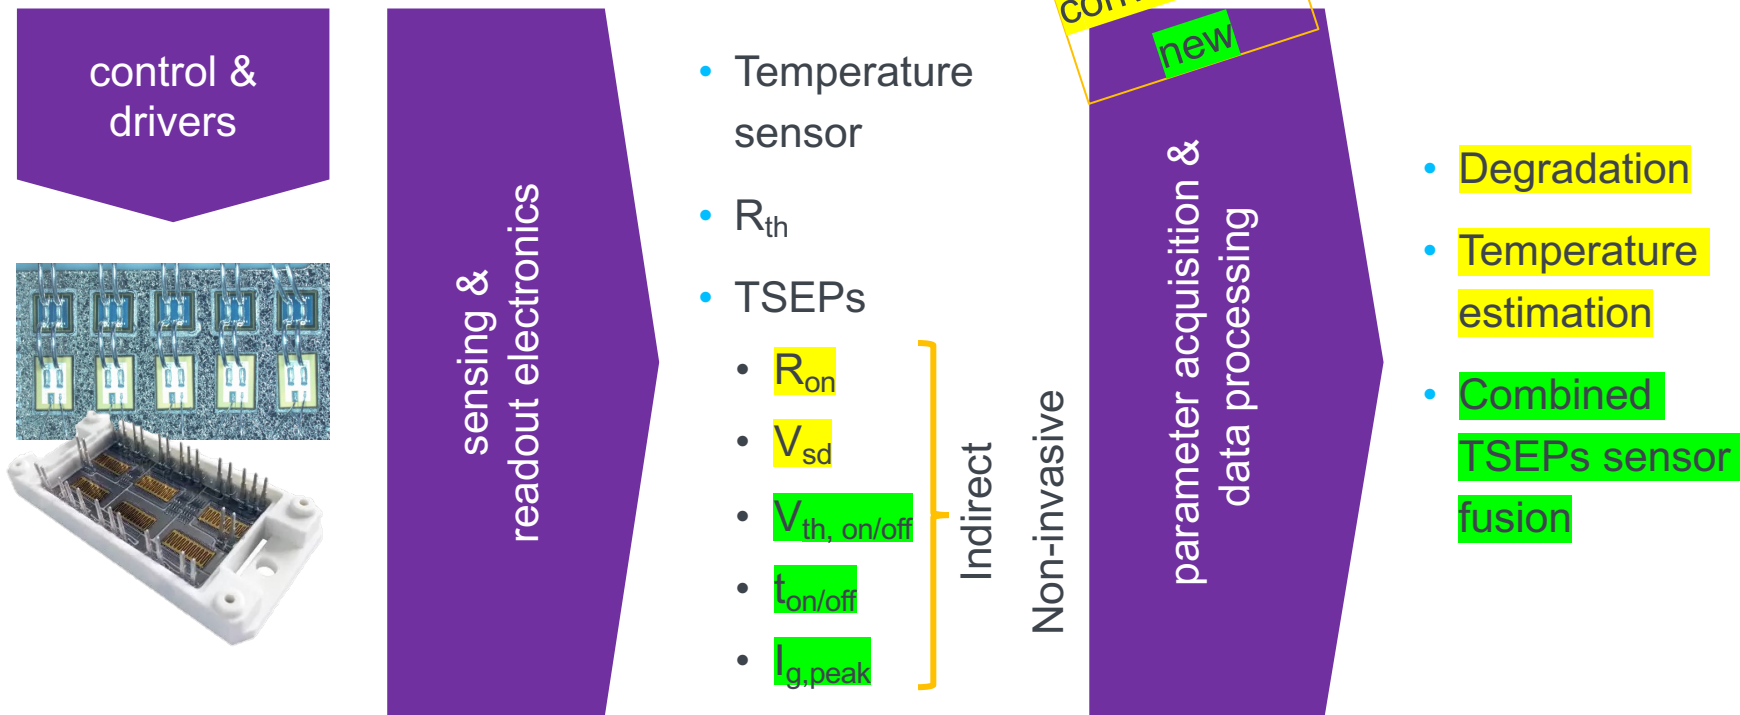 control &
drivers
sensing &
readout electronics
• Temperature
sensor
• Rth
• TSEPs
• Ron
• Vsd
• Vth, on/off
• ton/off
• Ig,peak
Indirect
Non-invasive
new
parameter acquisition &
data processing
• Degradation
• Temperature
estimation
• Combined
TSEPs sensor
fusion